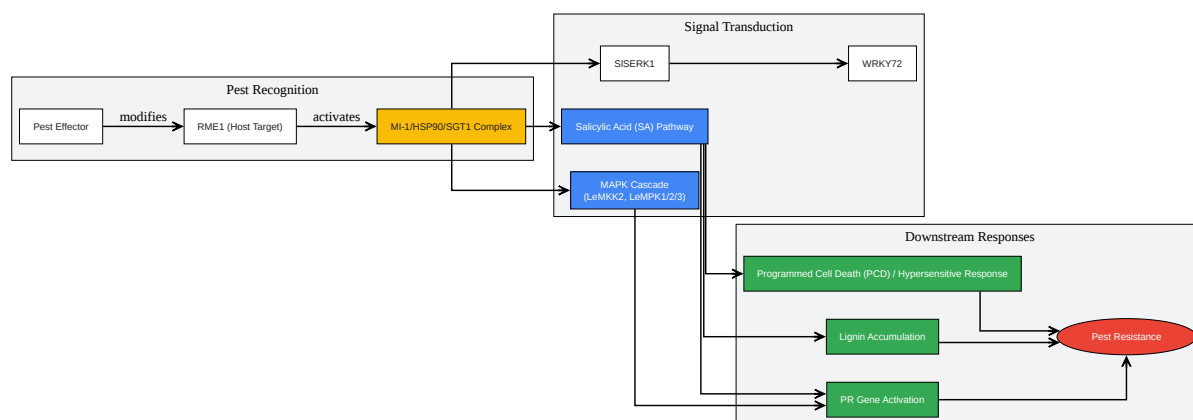 Signal Transduction
SlSERK1
WRKY72
Pest Recognition
Pest Effector
modifies
RME1 (Host Target)
activates
MI-1/HSP90/SGT1 Complex
Salicylic Acid (SA) Pathway
MAPK Cascade
(LeMKK2, LeMPK1/2/3)
Downstream Responses
Programmed Cell Death (PCD) / Hypersensitive Response
Lignin Accumulation
Pest Resistance
PR Gene Activation